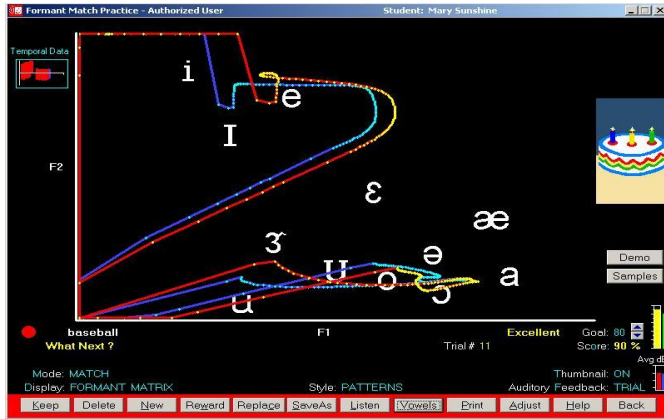 Formant Match Practice - Authorized User Student: Mary Sunshine
Temporal Data
i
e
I
F2
ɛ
æ
ɝ
ə
U
o
a
u
ɔ
Demo
Samples
baseball F1 Excellent Goal: 80
What Next ? Trial # 11 Score: 90 %
Avg dB
Mode: MATCH Thumbnail: ON
Display: FORMANT MATRIX Style: PATTERNS Auditory Feedback: TRIAL
Keep Delete New Reward Replace SaveAs Listen Vowels Print Adjust Help Back